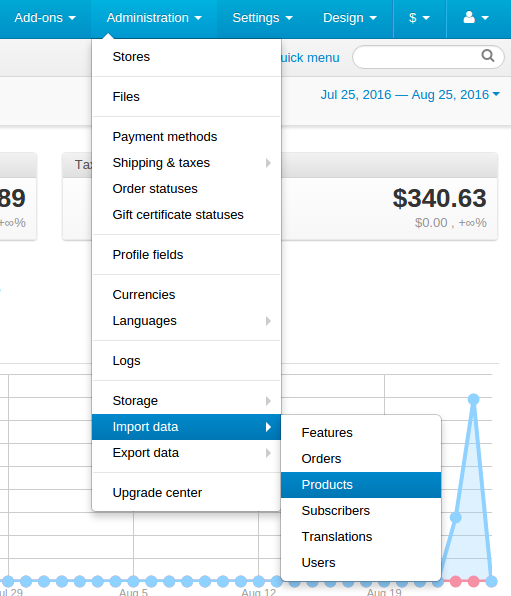 Add-ons Administration Settings Design $
Stores
uick menu
Files
Jul 25, 2016 — Aug 25, 2016
Payment methods
Shipping & taxes
Order statuses
Gift certificate statuses
Tax
89
$340.63
+∞%
$0.00 , +∞%
Profile fields
Currencies
Languages
Logs
Storage
Import data
Export data
Upgrade center
Features
Orders
Products
Subscribers
Translations
Users
ul 29 Aug 5 Aug 12 Aug 19